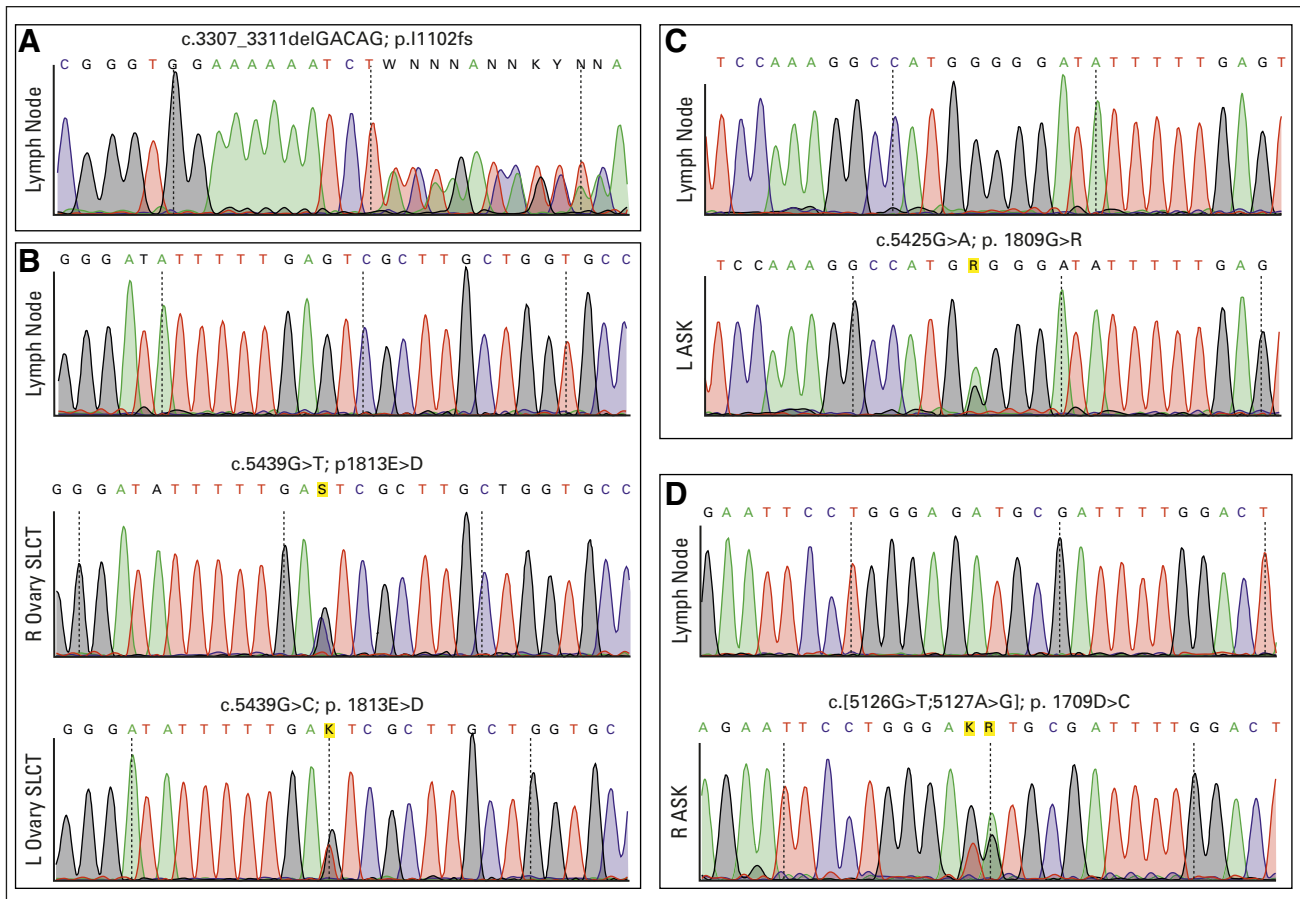 A
c.3307_3311delGACAG; p.I1102fs
C G G G T G G A A A A A A T C T W N N N A N N K Y N N A
Lymph Node
B
G G G A T A T T T T T G A G T C G C T T G C T G G T G C C
Lymph Node
c.5439G>T; p1813E>D
G G G A T A T T T T T G A S T C G C T T G C T G G T G C C
R Ovary SLCT
c.5439G>C; p. 1813E>D
G G G A T A T T T T T G A K T C G C T T G C T G G T G C
L Ovary SLCT
C
T C C A A A G G C C A T G G G G G A T A T T T T T G A G T
Lymph Node
c.5425G>A; p. 1809G>R
T C C A A A G G C C A T G R G G G A T A T T T T T G A G
L ASK
D
G A A T T C C T G G G A G A T G C G A T T T T G G A C T
Lymph Node
c.[5126G>T;5127A>G]; p. 1709D>C
A G A A T T C C T G G G A K R T G C G A T T T T G G A C T
R ASK